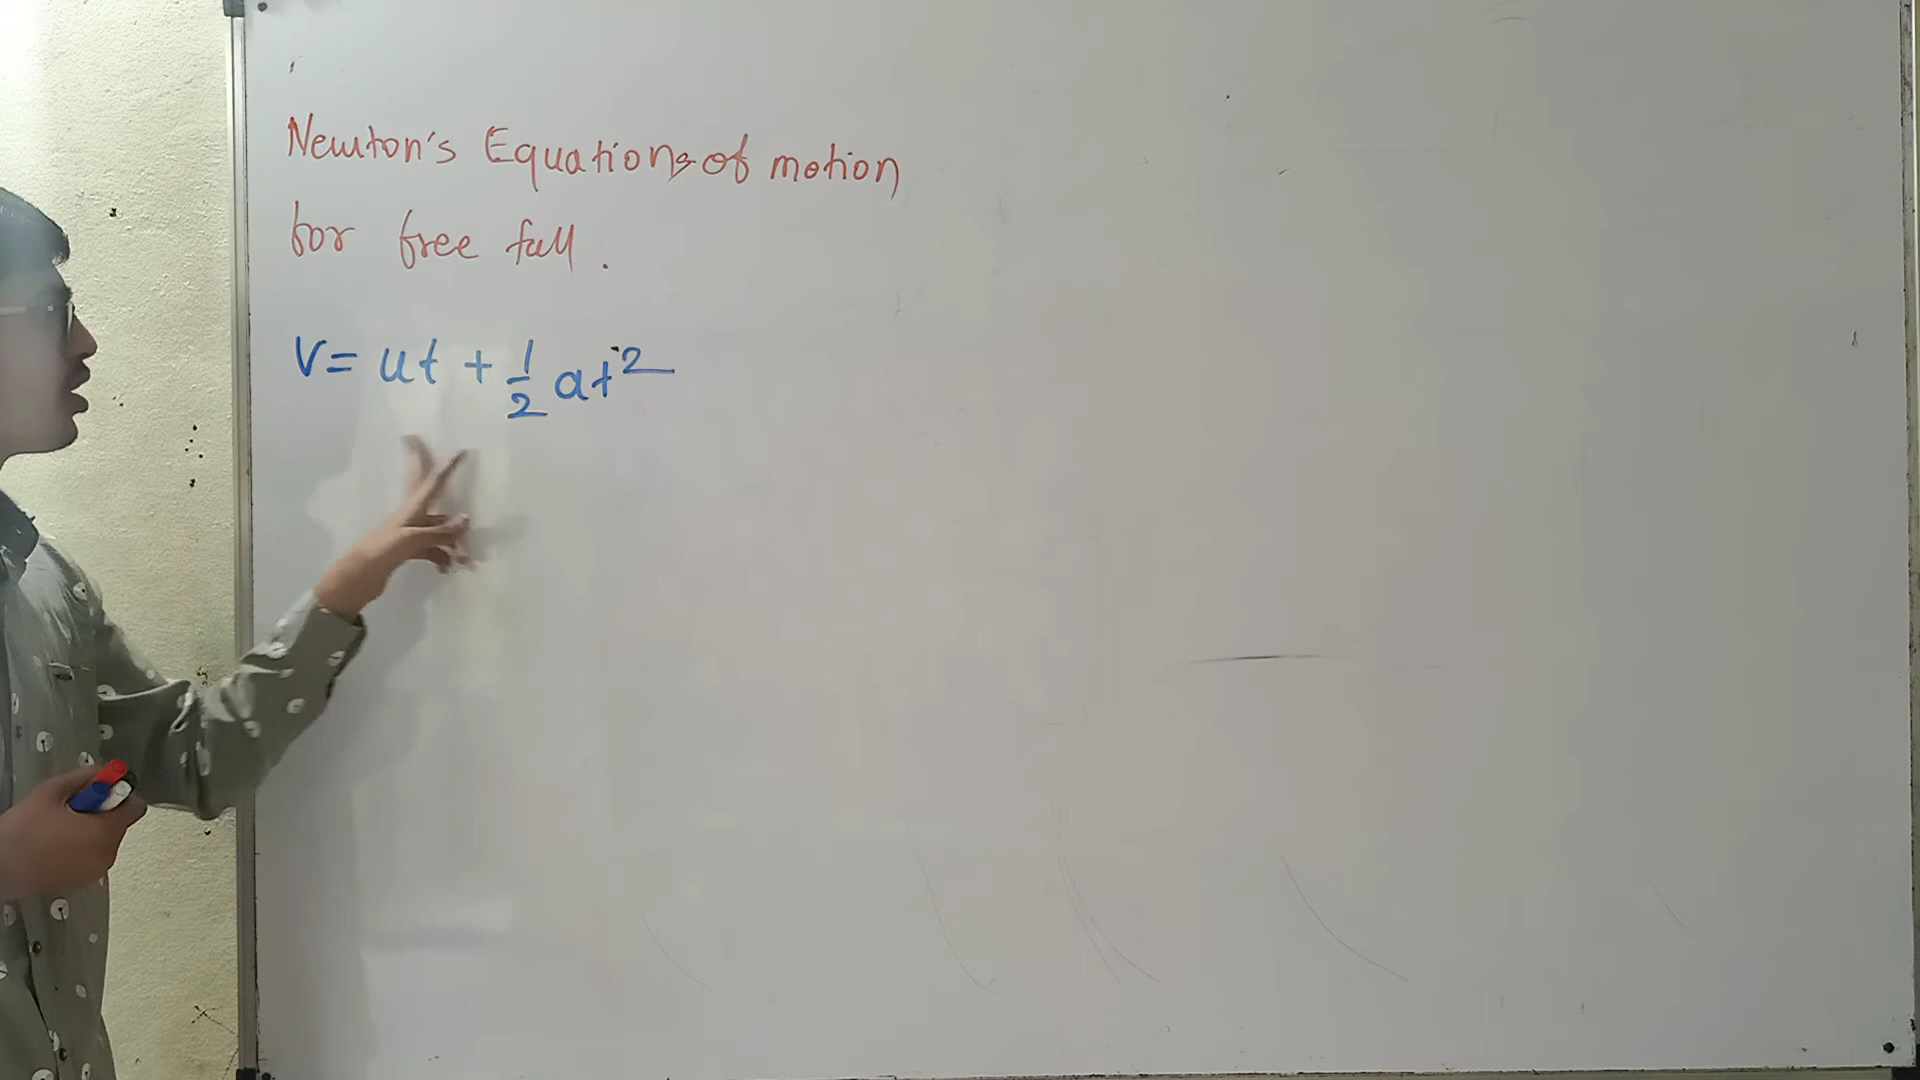 Newton's Equations of motion
for free fall.
V = ut + 1/2 at²